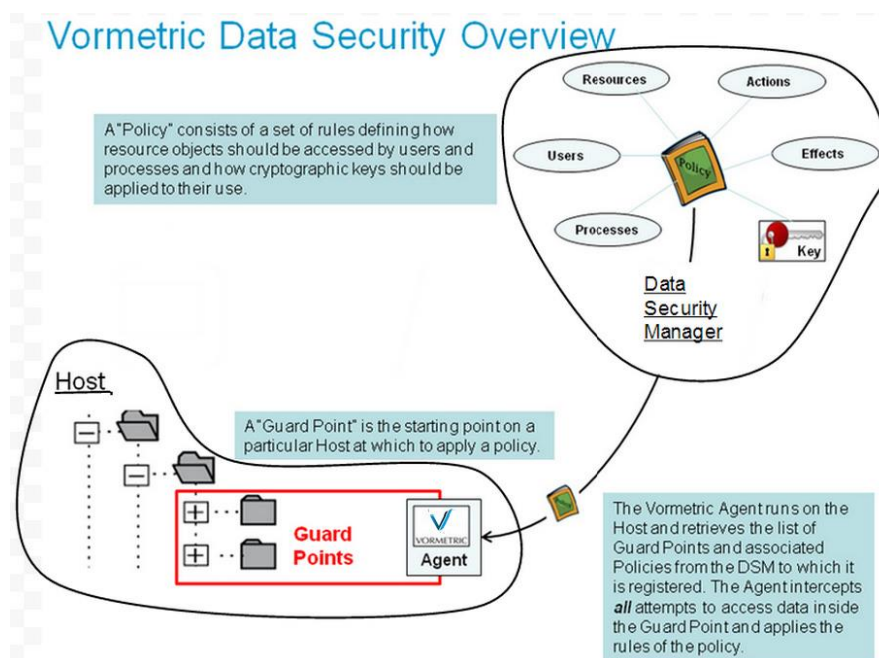 Vormetric Data Security Overview
Resources
Actions
A "Policy" consists of a set of rules defining how
resource objects should be accessed by users and
processes and how cryptographic keys should be
applied to their use.
Users
Policy
Effects
Processes
Key
Data
Security
Manager
Host
A "Guard Point" is the starting point on a
particular Host at which to apply a policy.
Guard
Points
VORMETRIC
Agent
The Vormetric Agent runs on the
Host and retrieves the list of
Guard Points and associated
Policies from the DSM to which it
is registered. The Agent intercepts
all attempts to access data inside
the Guard Point and applies the
rules of the policy.